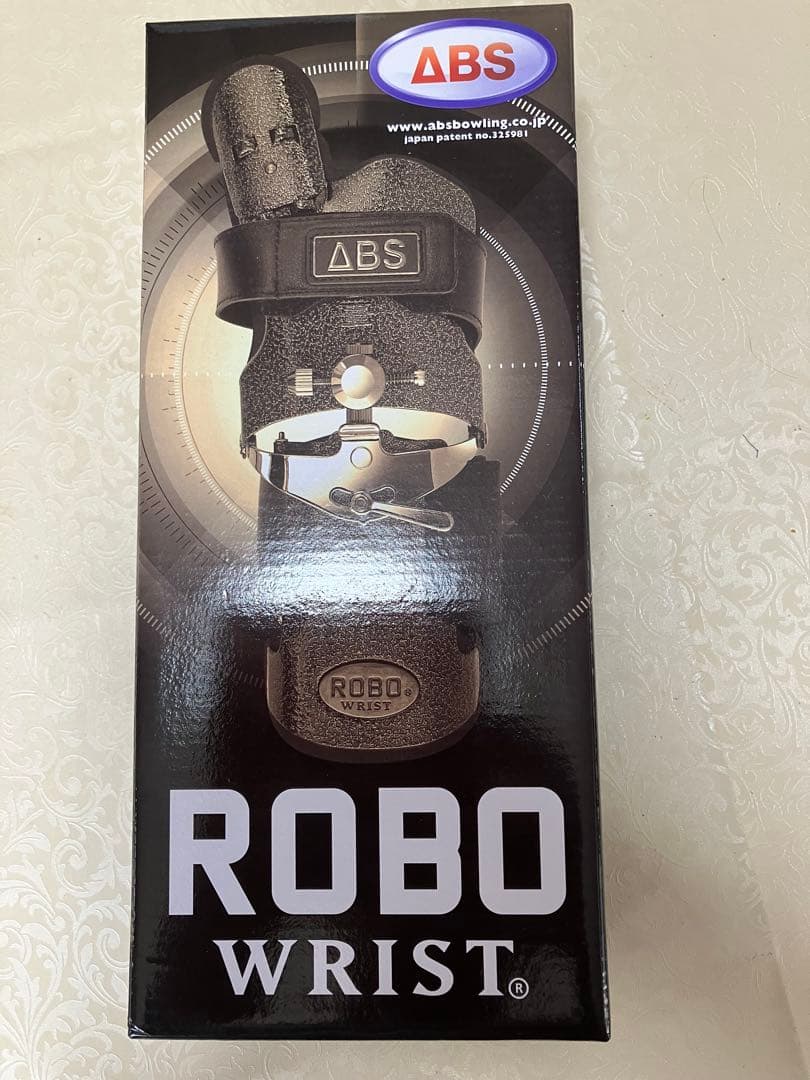 ΔBS
www.absbowling.co.jp
japan patent no.325981
ΔBS
ROBO®
WRIST
ROBO
WRIST®